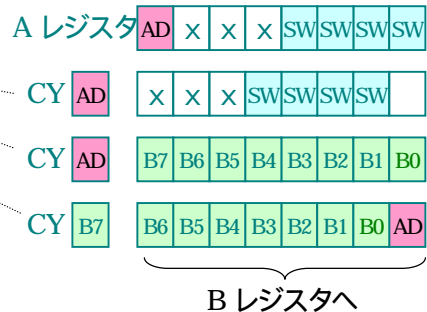 A レジスタ AD x x x SW SW SW SW
CY AD x x x SW SW SW SW
CY AD B7 B6 B5 B4 B3 B2 B1 B0
CY B7 B6 B5 B4 B3 B2 B1 B0 AD
B レジスタへ